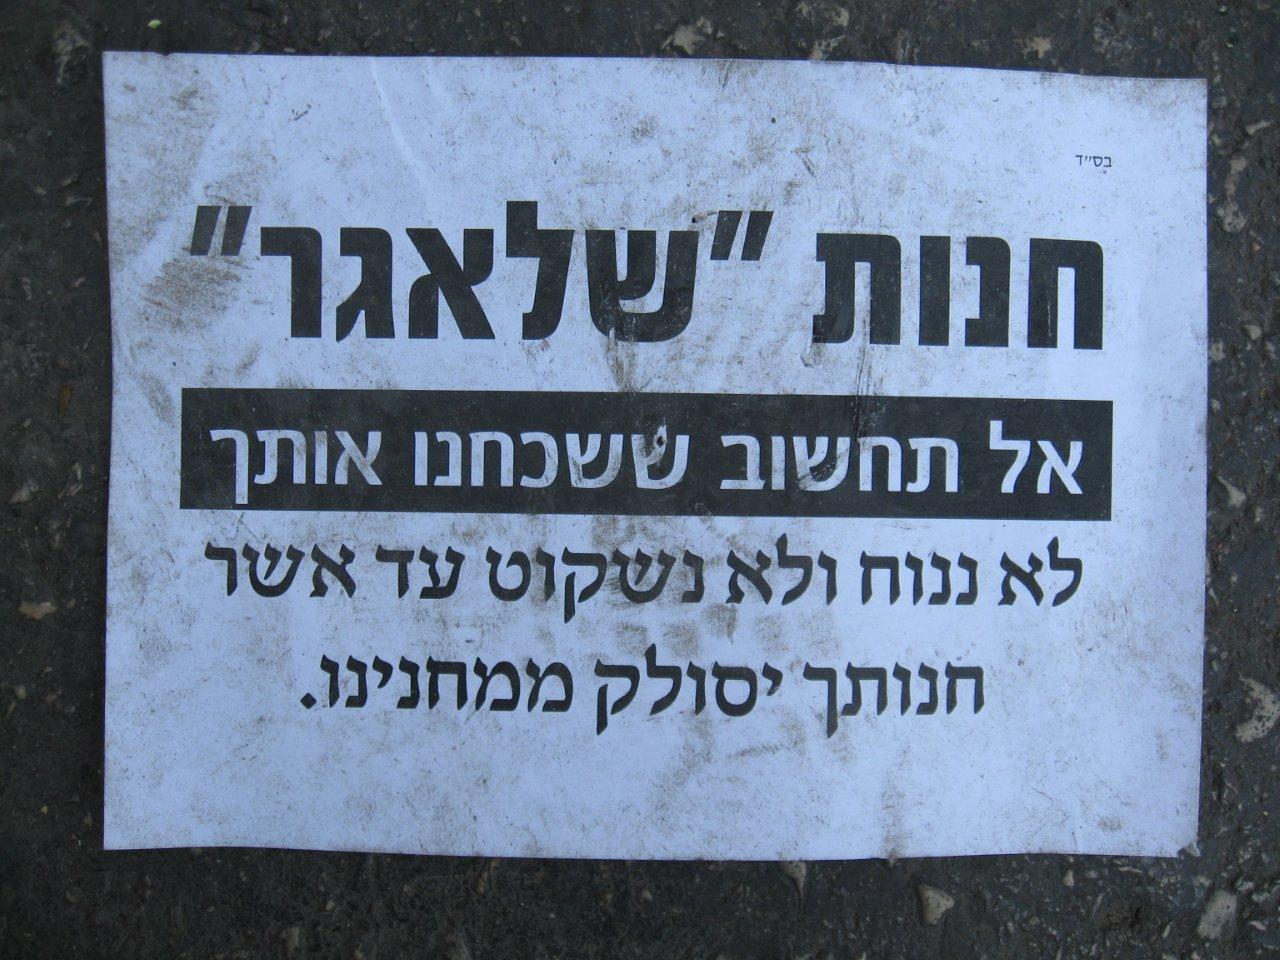 בס״ד
חנות "שלאגר"
אל תחשוב ששכחנו אותך
לא ננוח ולא נשקוט עד אשר
חנותך יסולק ממחנינו.